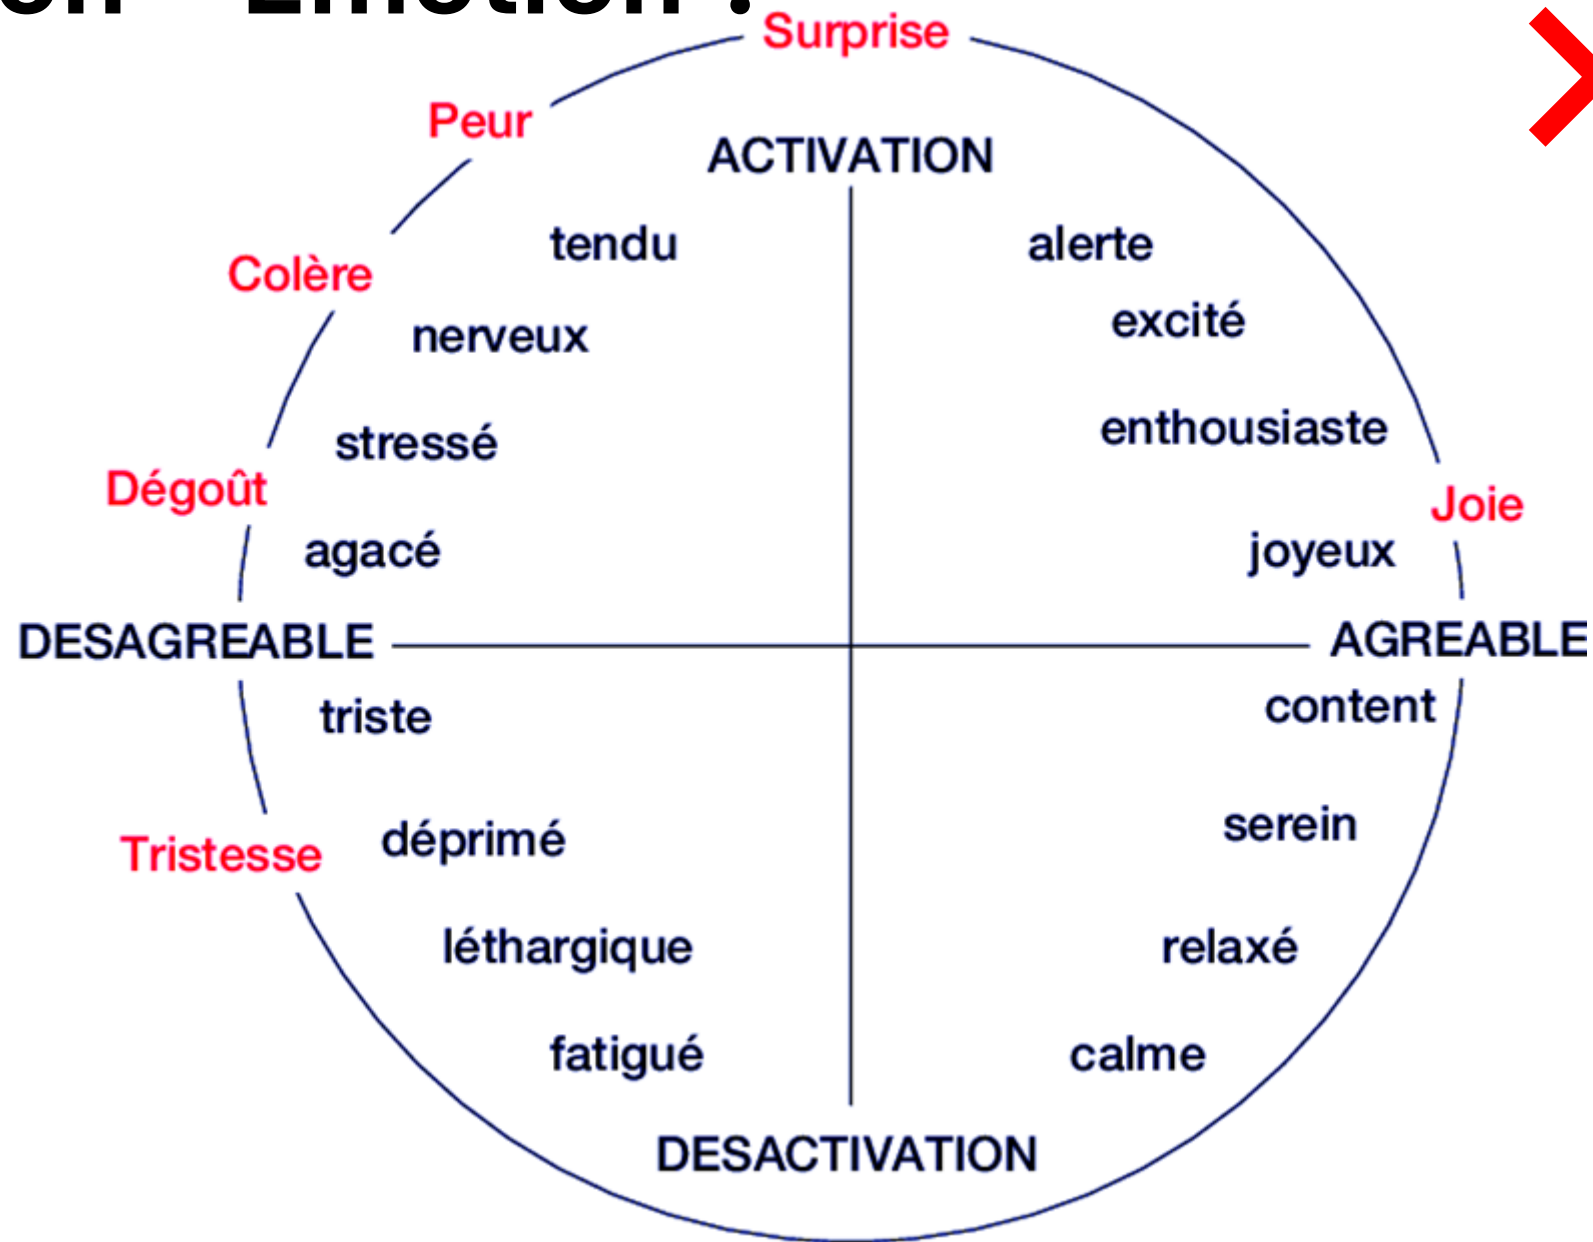 Emotion ?
Surprise
Peur
ACTIVATION
tendu
alerte
Colère
excité
nerveux
enthousiaste
stressé
Dégoût
Joie
agacé
joyeux
DESAGREABLE
AGREABLE
content
triste
serein
déprimé
Tristesse
léthargique
relaxé
fatigué
calme
DESACTIVATION